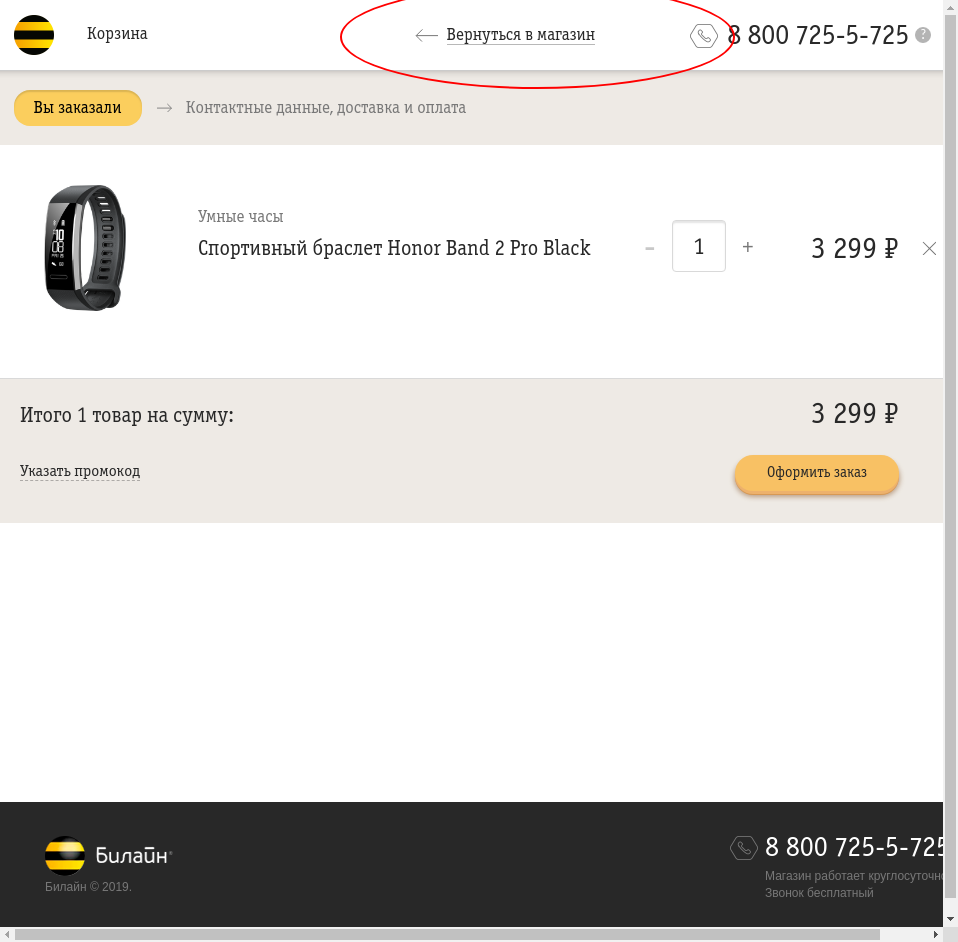 Корзина
Вернуться в магазин
8 800 725-5-725 ?
Вы заказали
Контактные данные, доставка и оплата
Умные часы
Спортивный браслет Honor Band 2 Pro Black
- 1 +
3 299 ₽
Итого 1 товар на сумму:
3 299 ₽
Указать промокод
Оформить заказ
Билайн®
Билайн © 2019.
8 800 725-5-725
Магазин работает круглосуточно
Звонок бесплатный